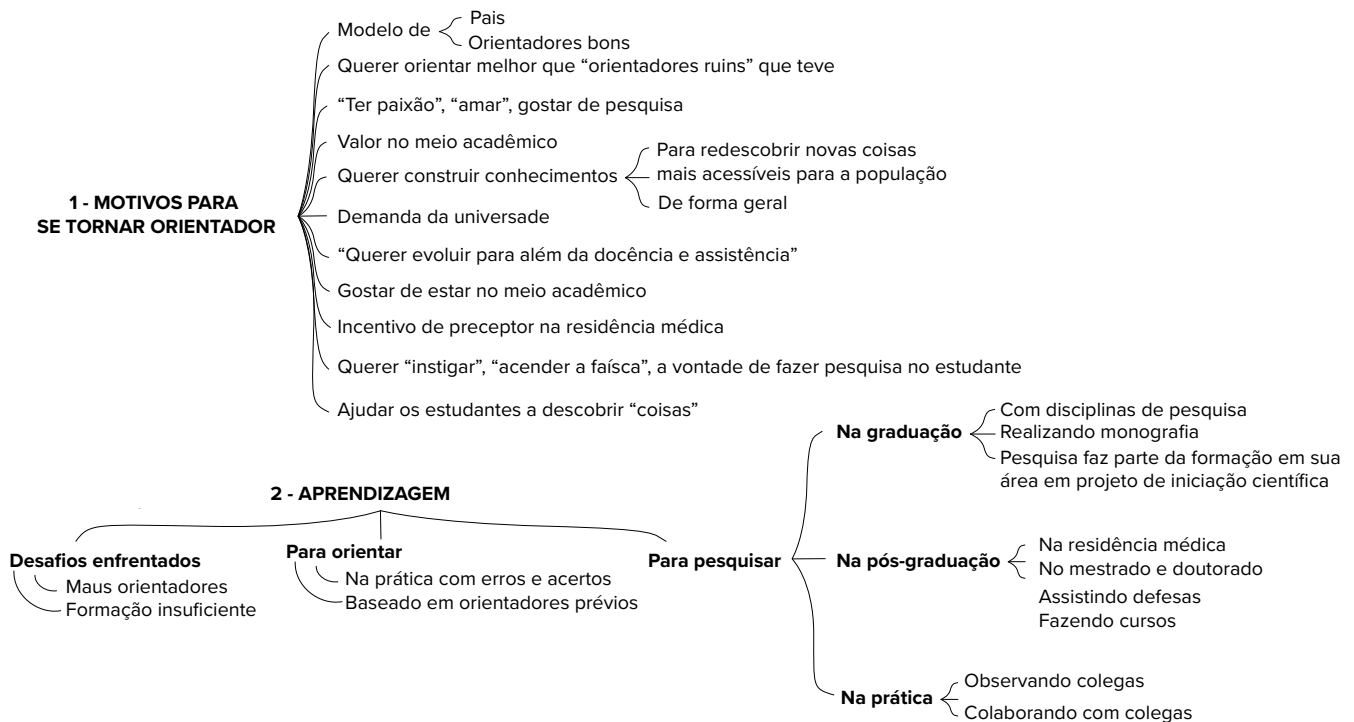 1 - MOTIVOS PARA
SE TORNAR ORIENTADOR
Modelo de
Pais
Orientadores bons
Querer orientar melhor que “orientadores ruins” que teve
“Ter paixão”, “amar”, gostar de pesquisa
Valor no meio acadêmico
Querer construir conhecimentos
Para redescobrir novas coisas
mais acessíveis para a população
De forma geral
Demanda da universade
“Querer evoluir para além da docência e assistência”
Gostar de estar no meio acadêmico
Incentivo de preceptor na residência médica
Querer “instigar”, “acender a faísca”, a vontade de fazer pesquisa no estudante
Ajudar os estudantes a descobrir “coisas”
2 - APRENDIZAGEM
Desafios enfrentados
Maus orientadores
Formação insuficiente
Para orientar
Na prática com erros e acertos
Baseado em orientadores prévios
Para pesquisar
Na graduação
Com disciplinas de pesquisa
Realizando monografia
Pesquisa faz parte da formação em sua
área em projeto de iniciação científica
Na pós-graduação
Na residência médica
No mestrado e doutorado
Assistindo defesas
Fazendo cursos
Na prática
Observando colegas
Colaborando com colegas